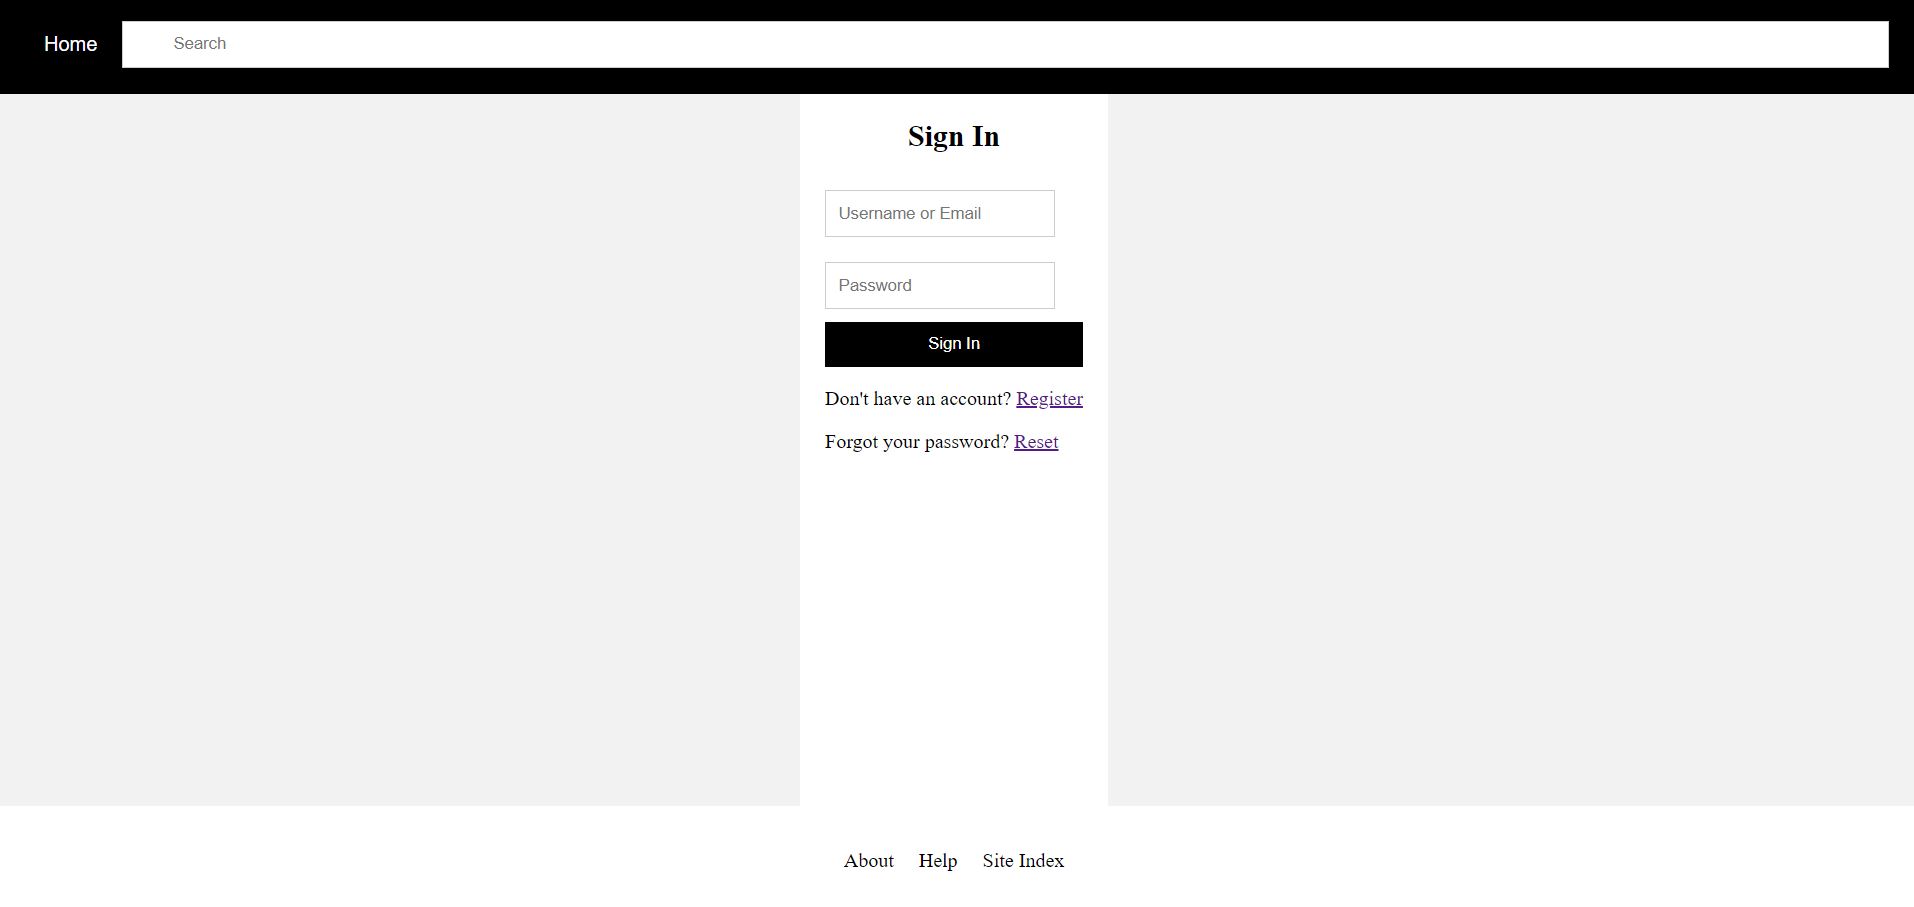 Home Search
Sign In
Username or Email
Password
Sign In
Don't have an account? Register
Forgot your password? Reset
About Help Site Index